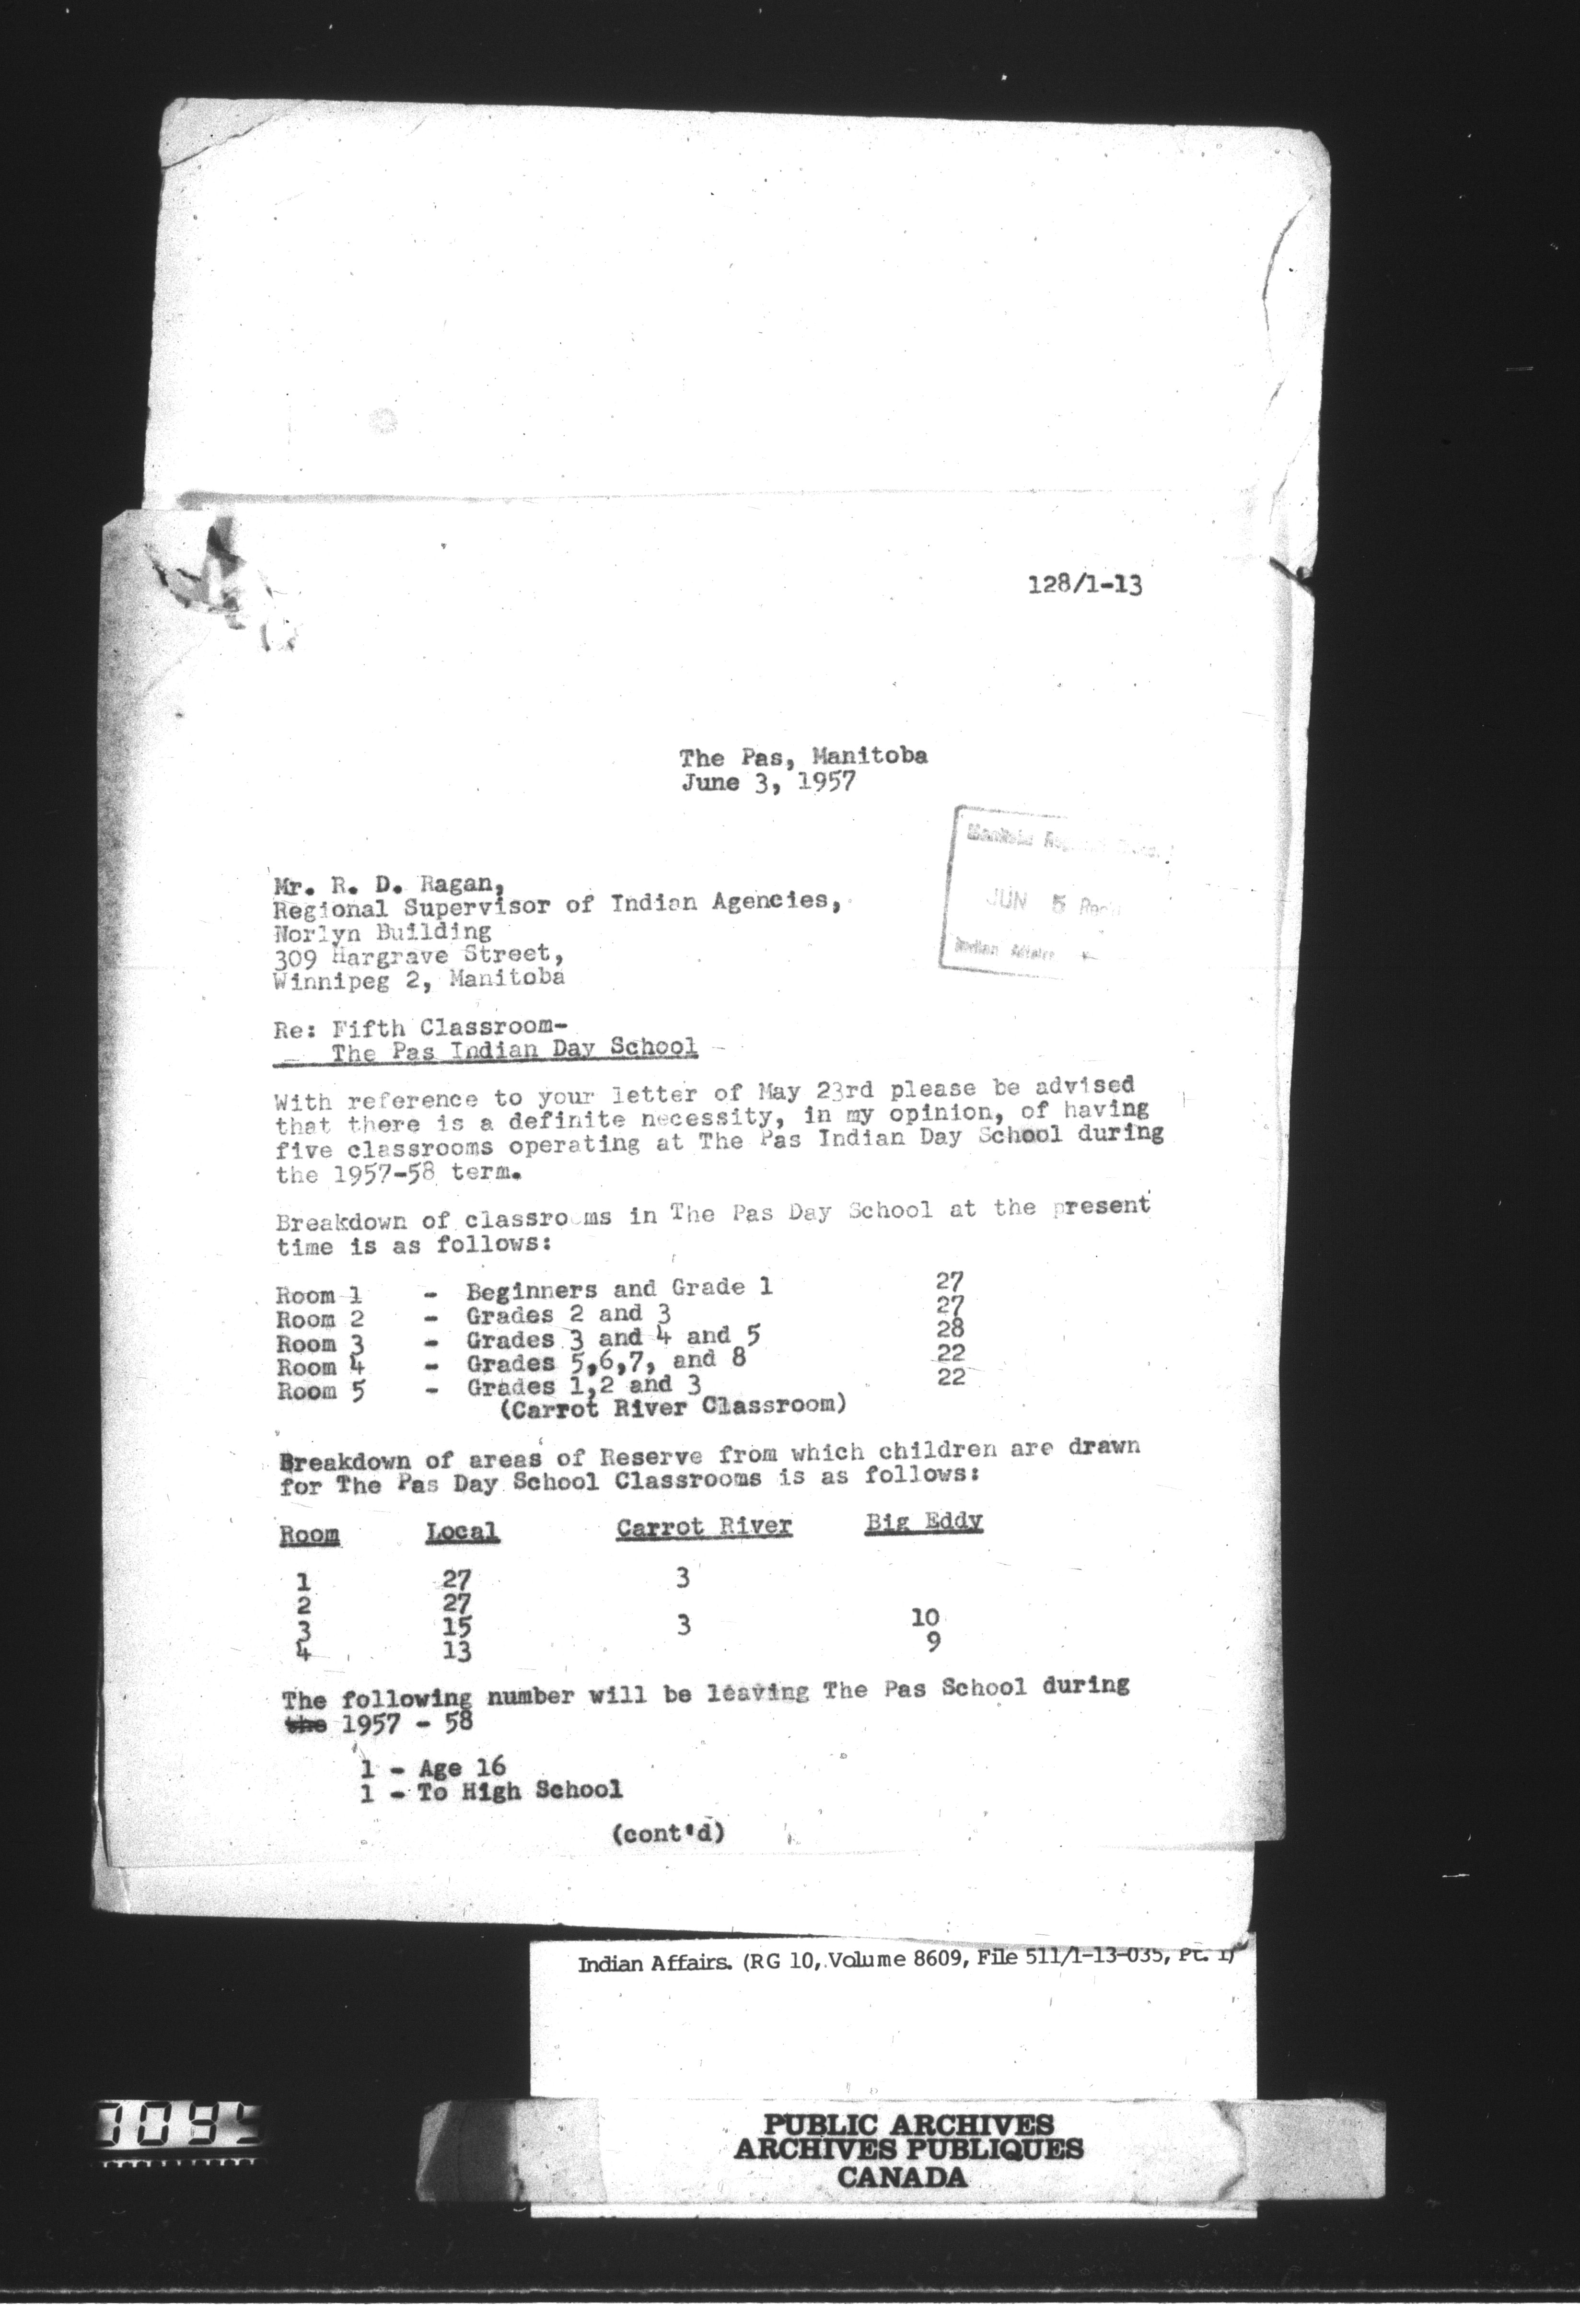 128/1-13
The Pas, Manitoba
June 3, 1957
JUN 5
Indian Affairs
Mr. R. D. Ragan,
Regional Supervisor of Indian Agencies,
Norlyn Building
309 Hargrave Street,
Winnipeg 2, Manitoba
Re: Fifth Classroom-
The Pas Indian Day School
With reference to your letter of May 23rd please be advised
that there is a definite necessity, in my opinion, of having
five classrooms operating at The Pas Indian Day School during
the 1957-58 term.
Breakdown of classrooms in The Pas Day School at the present
time is as follows:
Room 1 - Beginners and Grade 1 27
Room 2 - Grades 2 and 3 27
Room 3 - Grades 3 and 4 and 5 28
Room 4 - Grades 5,6,7, and 8 22
Room 5 - Grades 1,2 and 3 22
(Carrot River Classroom)
Breakdown of areas of Reserve from which children are drawn
for The Pas Day School Classrooms is as follows:
Room Local Carrot River Big Eddy
1 27 3
2 27
3 15 3 10
4 13 9
The following number will be leaving The Pas School during
the 1957 - 58
1 - Age 16
1 - To High School
(cont'd)
Indian Affairs. (RG 10, Volume 8609, File 511/1-13-035, Pt. 1)
PUBLIC ARCHIVES
ARCHIVES PUBLIQUES
CANADA